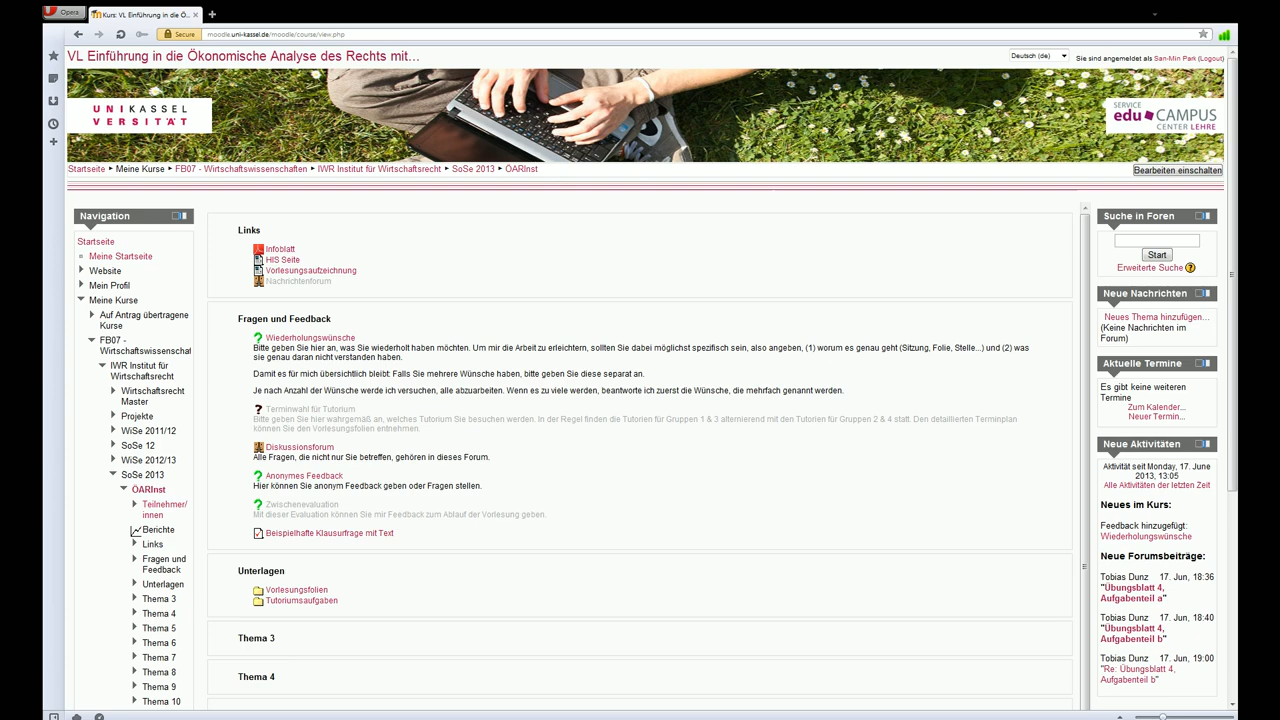 Opera
Kurs: VL Einführung in die Ö...
Secure
moodle.uni-kassel.de/moodle/course/view.php
VL Einführung in die Ökonomische Analyse des Rechts mit...
Deutsch (de)
Sie sind angemeldet als San-Min Park (Logout)
UNIKASSEL
VERSITÄT
SERVICE
eduCAMPUS
CENTER LEHRE
Startseite ► Meine Kurse ► FB07 - Wirtschaftswissenschaften ► IWR Institut für Wirtschaftsrecht ► SoSe 2013 ► ÖARInst
Bearbeiten einschalten
Navigation
Startseite
Meine Startseite
Website
Mein Profil
Meine Kurse
Auf Antrag übertragene
Kurse
FB07 -
Wirtschaftswissenschaf
IWR Institut für
Wirtschaftsrecht
Wirtschaftsrecht
Master
Projekte
WiSe 2011/12
SoSe 12
WiSe 2012/13
SoSe 2013
ÖARInst
Teilnehmer/
innen
Berichte
Links
Fragen und
Feedback
Unterlagen
Thema 3
Thema 4
Thema 5
Thema 6
Thema 7
Thema 8
Thema 9
Thema 10
Links
Infoblatt
HIS Seite
Vorlesungsaufzeichnung
Nachrichtenforum
Fragen und Feedback
Wiederholungswünsche
Bitte geben Sie hier an, was Sie wiederholt haben möchten. Um mir die Arbeit zu erleichtern, sollten Sie dabei möglichst spezifisch sein, also angeben, (1) worum es genau geht (Sitzung, Folie, Stelle...) und (2) was
sie genau daran nicht verstanden haben.
Damit es für mich übersichtlich bleibt: Falls Sie mehrere Wünsche haben, bitte geben Sie diese separat an.
Je nach Anzahl der Wünsche werde ich versuchen, alle abzuarbeiten. Wenn es zu viele werden, beantworte ich zuerst die Wünsche, die mehrfach genannt werden.
Terminwahl für Tutorium
Bitte geben Sie hier wahrgemäß an, welches Tutorium Sie besuchen werden. In der Regel finden die Tutorien für Gruppen 1 & 3 alternierend mit den Tutorien für Gruppen 2 & 4 statt. Den detaillierten Terminplan
können Sie den Vorlesungsfolien entnehmen.
Diskussionsforum
Alle Fragen, die nicht nur Sie betreffen, gehören in dieses Forum.
Anonymes Feedback
Hier können Sie anonym Feedback geben oder Fragen stellen.
Zwischenevaluation
Mit dieser Evaluation können Sie mir Feedback zum Ablauf der Vorlesung geben.
Beispielhafte Klausurfrage mit Text
Unterlagen
Vorlesungsfolien
Tutoriumsaufgaben
Thema 3
Thema 4
Suche in Foren
Start
Erweiterte Suche
Neue Nachrichten
Neues Thema hinzufügen...
(Keine Nachrichten im
Forum)
Aktuelle Termine
Es gibt keine weiteren
Termine
Zum Kalender...
Neuer Termin...
Neue Aktivitäten
Aktivität seit Monday, 17. June
2013, 13:05
Alle Aktivitäten der letzten Zeit
Neues im Kurs:
Feedback hinzugefügt:
Wiederholungswünsche
Neue Forumsbeiträge:
Tobias Dunz 17. Jun, 18:36
"Übungsblatt 4,
Aufgabenteil a"
Tobias Dunz 17. Jun, 18:40
"Übungsblatt 4,
Aufgabenteil b"
Tobias Dunz 17. Jun, 19:00
"Re: Übungsblatt 4,
Aufgabenteil b"